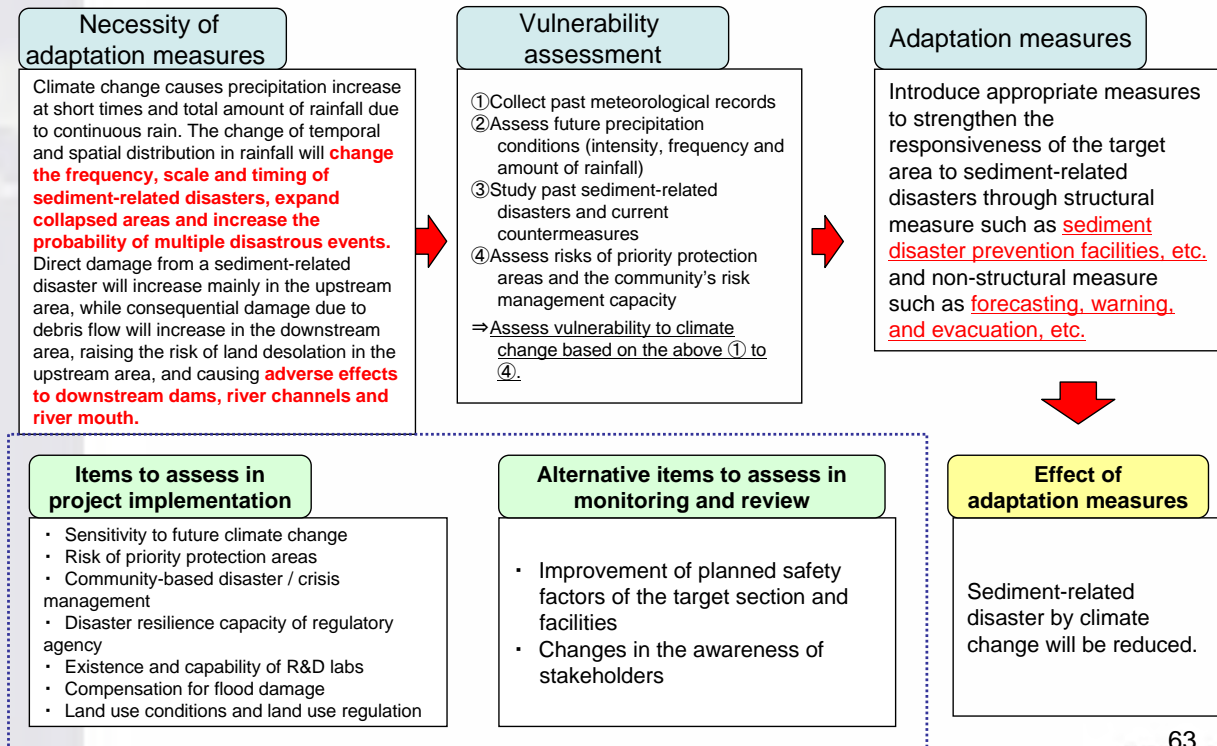 Necessity of
adaptation measures
Climate change causes precipitation increase
at short times and total amount of rainfall due
to continuous rain. The change of temporal
and spatial distribution in rainfall will change
the frequency, scale and timing of
sediment-related disasters, expand
collapsed areas and increase the
probability of multiple disastrous events.
Direct damage from a sediment-related
disaster will increase mainly in the upstream
area, while consequential damage due to
debris flow will increase in the downstream
area, raising the risk of land desolation in the
upstream area, and causing adverse effects
to downstream dams, river channels and
river mouth.
Vulnerability
assessment
①Collect past meteorological records
②Assess future precipitation
conditions (intensity, frequency and
amount of rainfall)
③Study past sediment-related
disasters and current
countermeasures
④Assess risks of priority protection
areas and the community's risk
management capacity
⇒Assess vulnerability to climate
change based on the above ① to
④.
Adaptation measures
Introduce appropriate measures
to strengthen the
responsiveness of the target
area to sediment-related
disasters through structural
measure such as sediment
disaster prevention facilities, etc.
and non-structural measure
such as forecasting, warning,
and evacuation, etc.
Items to assess in
project implementation
・ Sensitivity to future climate change
・ Risk of priority protection areas
・ Community-based disaster / crisis
management
・ Disaster resilience capacity of regulatory
agency
・ Existence and capability of R&D labs
・ Compensation for flood damage
・ Land use conditions and land use regulation
Alternative items to assess in
monitoring and review
・ Improvement of planned safety
factors of the target section and
facilities
・ Changes in the awareness of
stakeholders
Effect of
adaptation measures
Sediment-related
disaster by climate
change will be reduced.
63